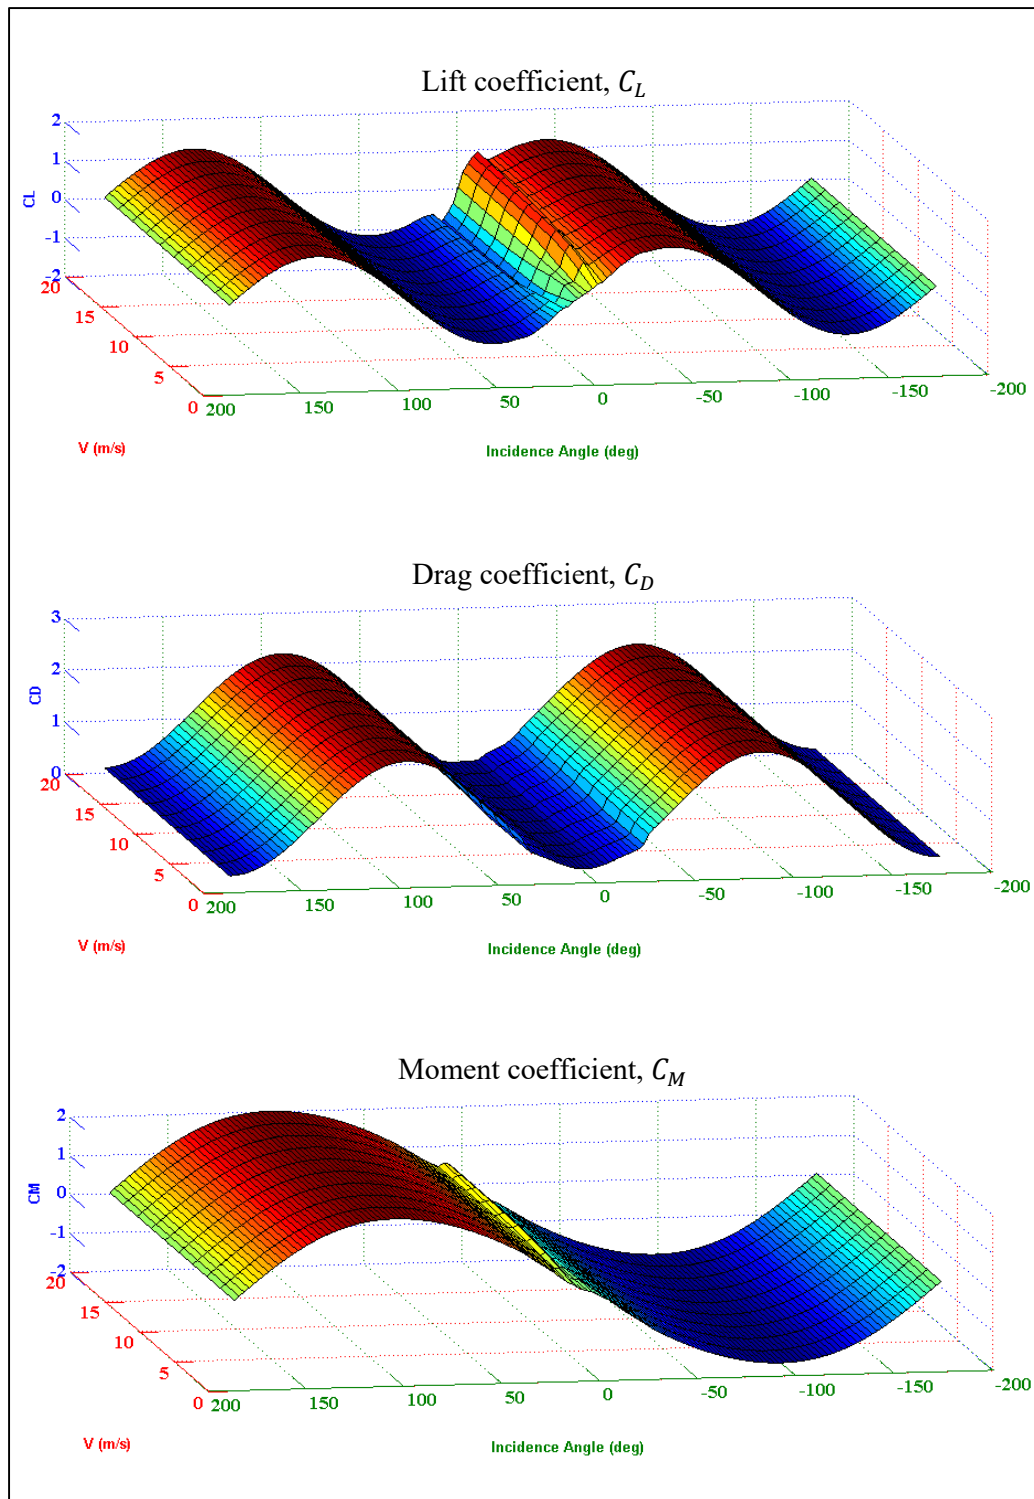 Lift coefficient, C_L
2
1
0
-1
-2
CL
20
15
10
5
0
200 150 100 50 0 -50 -100 -150 -200
V (m/s)
Incidence Angle (deg)
Drag coefficient, C_D
3
2
1
0
CD
20
15
10
5
0
200 150 100 50 0 -50 -100 -150 -200
V (m/s)
Incidence Angle (deg)
Moment coefficient, C_M
2
1
0
-1
-2
CM
20
15
10
5
0
200 150 100 50 0 -50 -100 -150 -200
V (m/s)
Incidence Angle (deg)